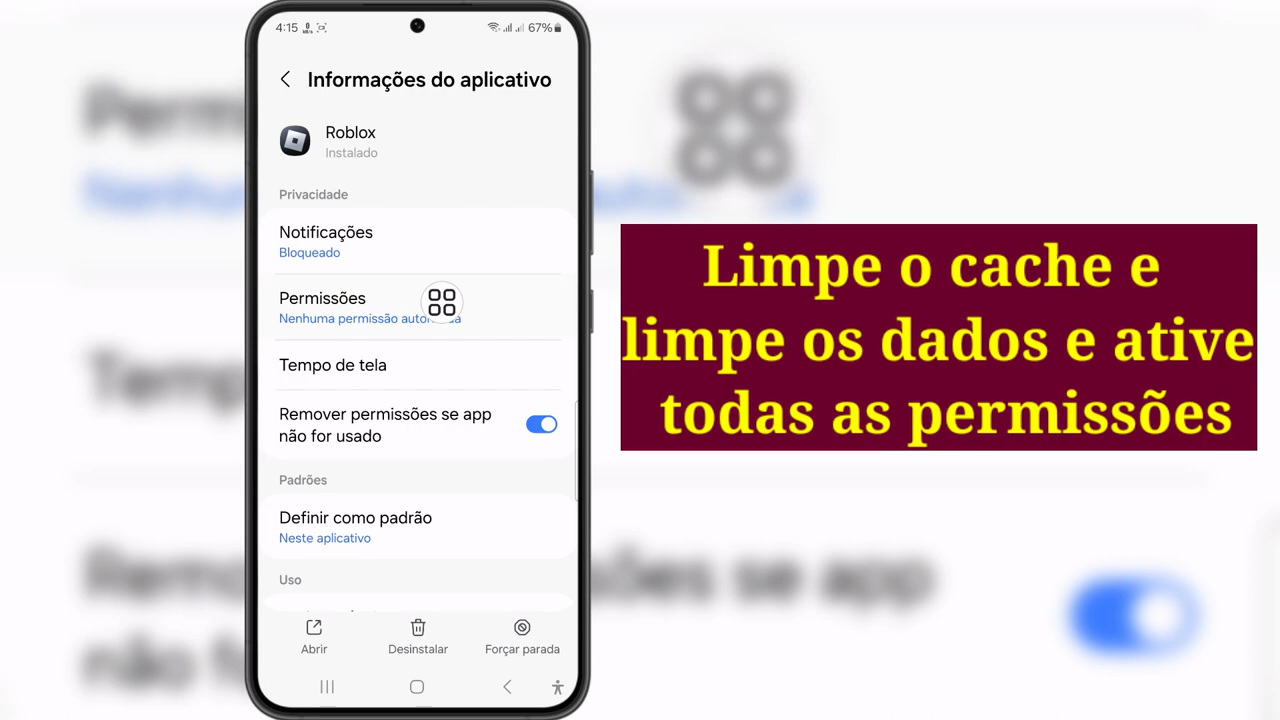 4:15
67%
Informações do aplicativo
Roblox
Instalado
Privacidade
Notificações
Bloqueado
Permissões
Nenhuma permissão
Tempo de tela
Remover permissões se app
não for usado
Padrões
Definir como padrão
Neste aplicativo
Uso
Abrir
Desinstalar
Forçar parada
Limpe o cache e
limpe os dados e ative
todas as permissões